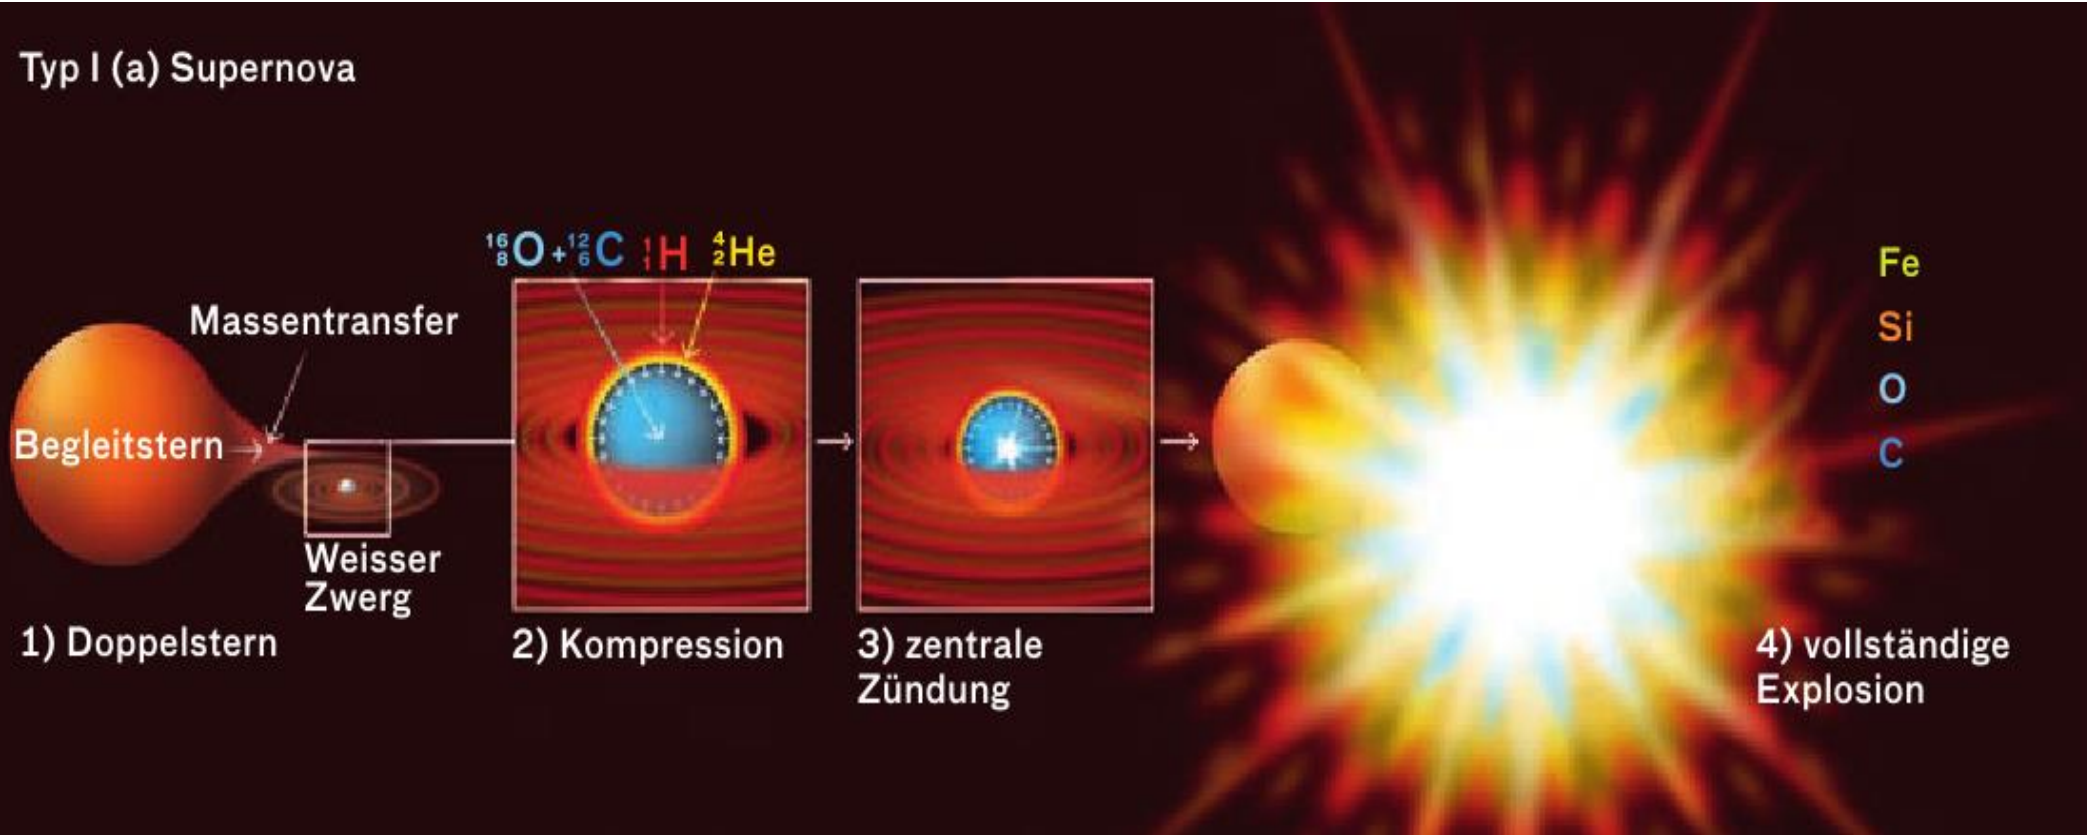 Typ I (a) Supernova
Massentransfer
Begleitstern
Weisser
Zwerg
1) Doppelstern
¹⁶₈O + ¹²₆C ¹₁H ⁴₂He
2) Kompression
3) zentrale
Zündung
Fe
Si
O
C
4) vollständige
Explosion